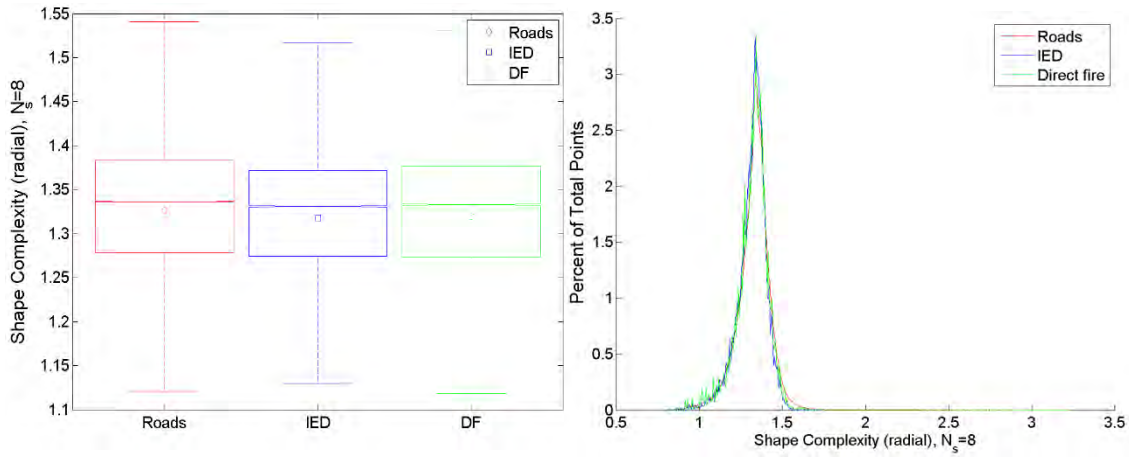 Shape Complexity (radial), N_s=8
1.55
1.5
1.45
1.4
1.35
1.3
1.25
1.2
1.15
1.1
Roads
IED
DF
Roads
IED
DF
Percent of Total Points
3.5
3
2.5
2
1.5
1
0.5
0
0.5
1
1.5
2
2.5
3
3.5
Shape Complexity (radial), N_s=8
Roads
IED
Direct fire